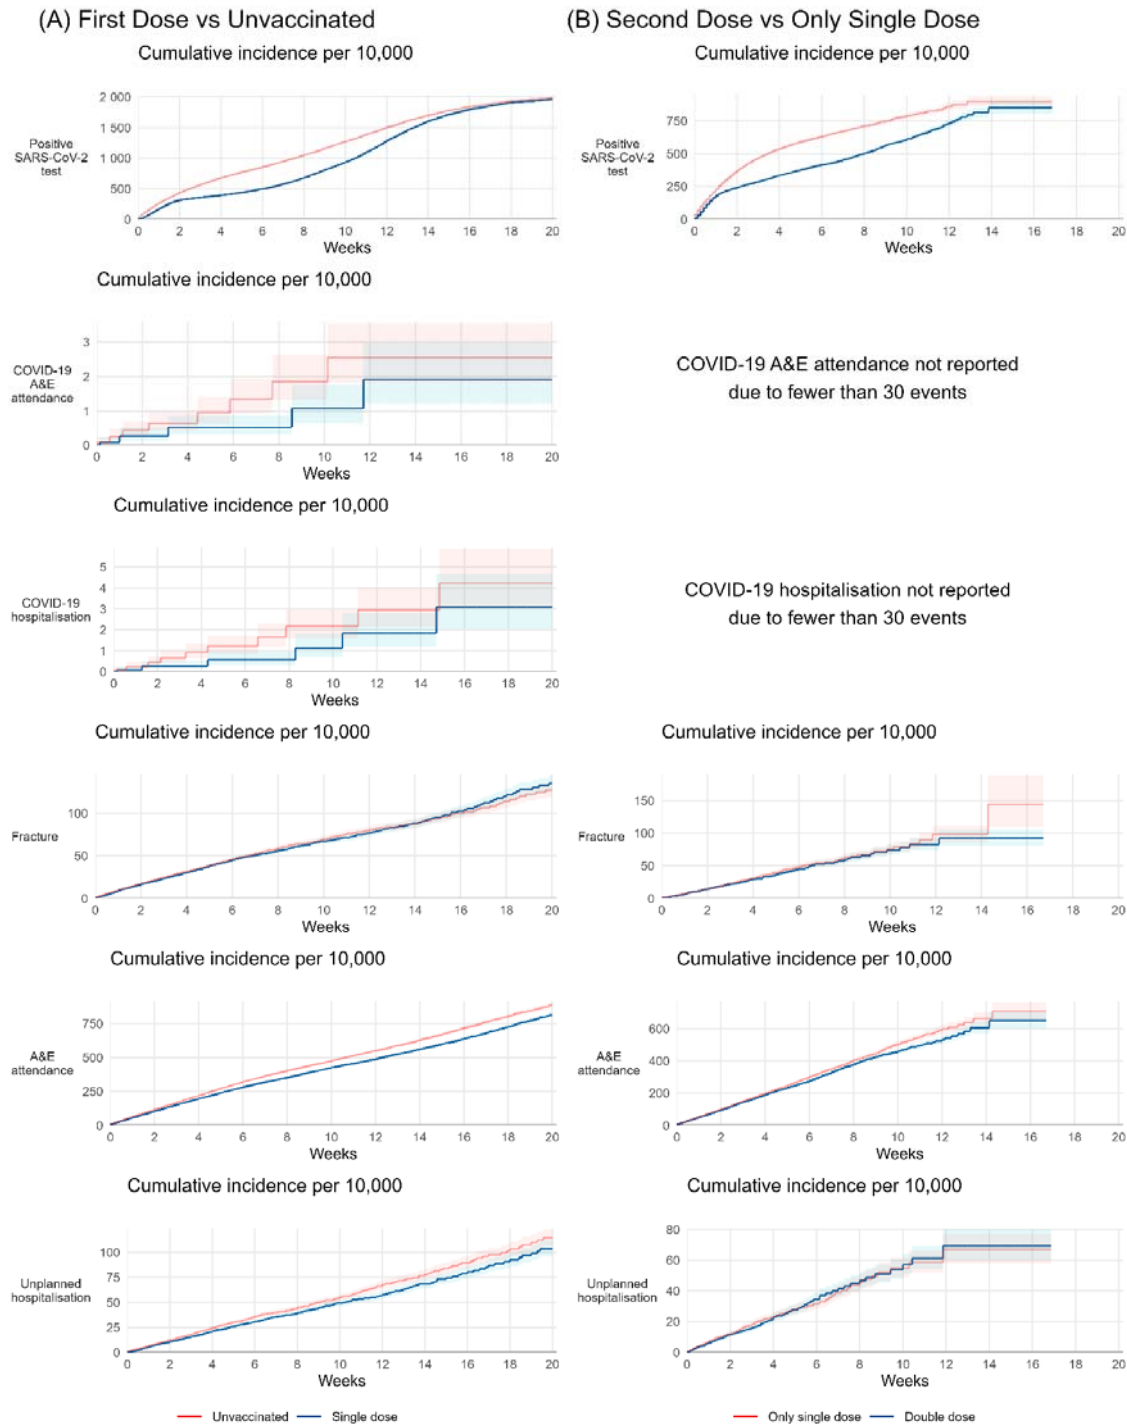 (A) First Dose vs Unvaccinated
(B) Second Dose vs Only Single Dose
Cumulative incidence per 10,000
2 000
1 500
1 000
500
0
Positive
SARS-CoV-2
test
0 2 4 6 8 10 12 14 16 18 20
Weeks
Cumulative incidence per 10,000
750
500
250
0
Positive
SARS-CoV-2
test
0 2 4 6 8 10 12 14 16 18 20
Weeks
Cumulative incidence per 10,000
3
2
1
0
COVID-19
A&E
attendance
0 2 4 6 8 10 12 14 16 18 20
Weeks
COVID-19 A&E attendance not reported
due to fewer than 30 events
Cumulative incidence per 10,000
5
4
3
2
1
0
COVID-19
hospitalisation
0 2 4 6 8 10 12 14 16 18 20
Weeks
COVID-19 hospitalisation not reported
due to fewer than 30 events
Cumulative incidence per 10,000
100
50
0
Fracture
0 2 4 6 8 10 12 14 16 18 20
Weeks
Cumulative incidence per 10,000
150
100
50
0
Fracture
0 2 4 6 8 10 12 14 16 18 20
Weeks
Cumulative incidence per 10,000
750
500
250
0
A&E
attendance
0 2 4 6 8 10 12 14 16 18 20
Weeks
Cumulative incidence per 10,000
600
400
200
0
A&E
attendance
0 2 4 6 8 10 12 14 16 18 20
Weeks
Cumulative incidence per 10,000
100
75
50
25
0
Unplanned
hospitalisation
0 2 4 6 8 10 12 14 16 18 20
Weeks
Unvaccinated Single dose
Cumulative incidence per 10,000
80
60
40
20
0
Unplanned
hospitalisation
0 2 4 6 8 10 12 14 16 18 20
Weeks
Only single dose Double dose